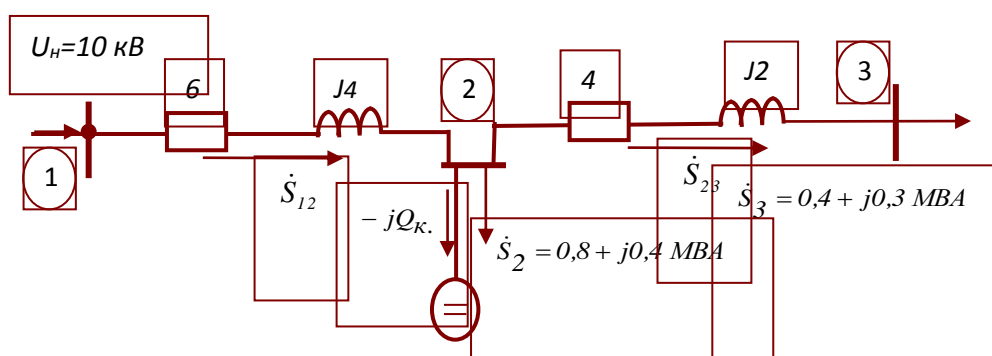 Uн=10 кВ
6
J4
2
4
J2
3
1
Ṡ12
− jQк.
Ṡ2 = 0,8 + j0,4 МВА
Ṡ23
Ṡ3 = 0,4 + j0,3 МВА